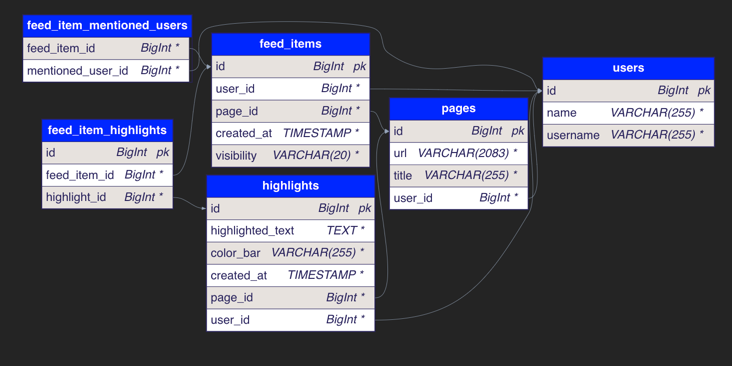 feed_item_mentioned_users
feed_item_id BigInt *
mentioned_user_id BigInt *
feed_items
id BigInt pk
user_id BigInt *
page_id BigInt *
created_at TIMESTAMP *
visibility VARCHAR(20) *
users
id BigInt pk
name VARCHAR(255) *
username VARCHAR(255) *
pages
id BigInt pk
url VARCHAR(2083) *
title VARCHAR(255) *
user_id BigInt *
feed_item_highlights
id BigInt pk
feed_item_id BigInt *
highlight_id BigInt *
highlights
id BigInt pk
highlighted_text TEXT *
color_bar VARCHAR(255) *
created_at TIMESTAMP *
page_id BigInt *
user_id BigInt *